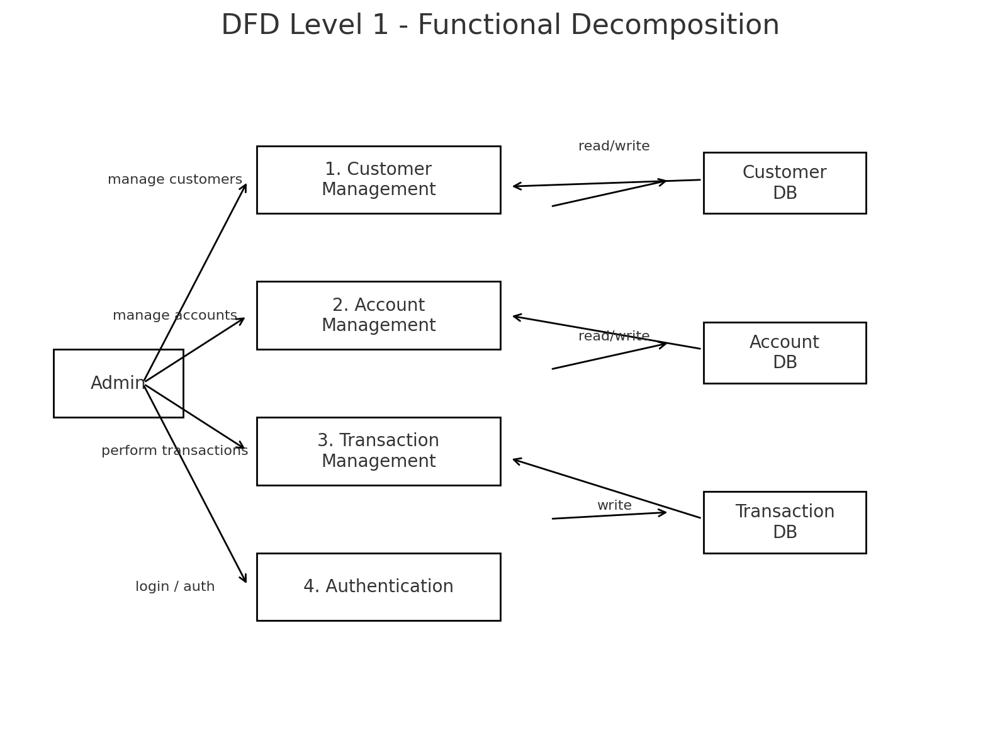 DFD Level 1 - Functional Decomposition
manage customers
1. Customer
Management
read/write
Customer
DB
manage accounts
2. Account
Management
read/write
Account
DB
Admin
perform transactions
3. Transaction
Management
write
Transaction
DB
login / auth
4. Authentication